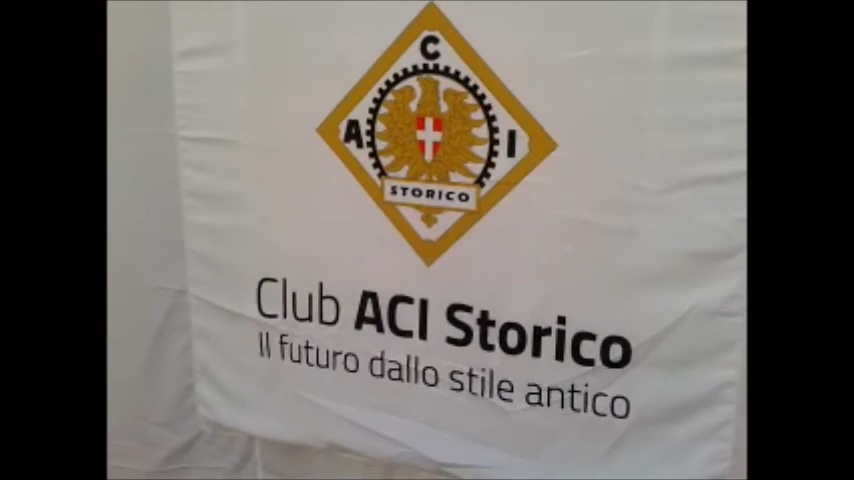 C
A I
STORICO
Club ACI Storico
Il futuro dallo stile antico